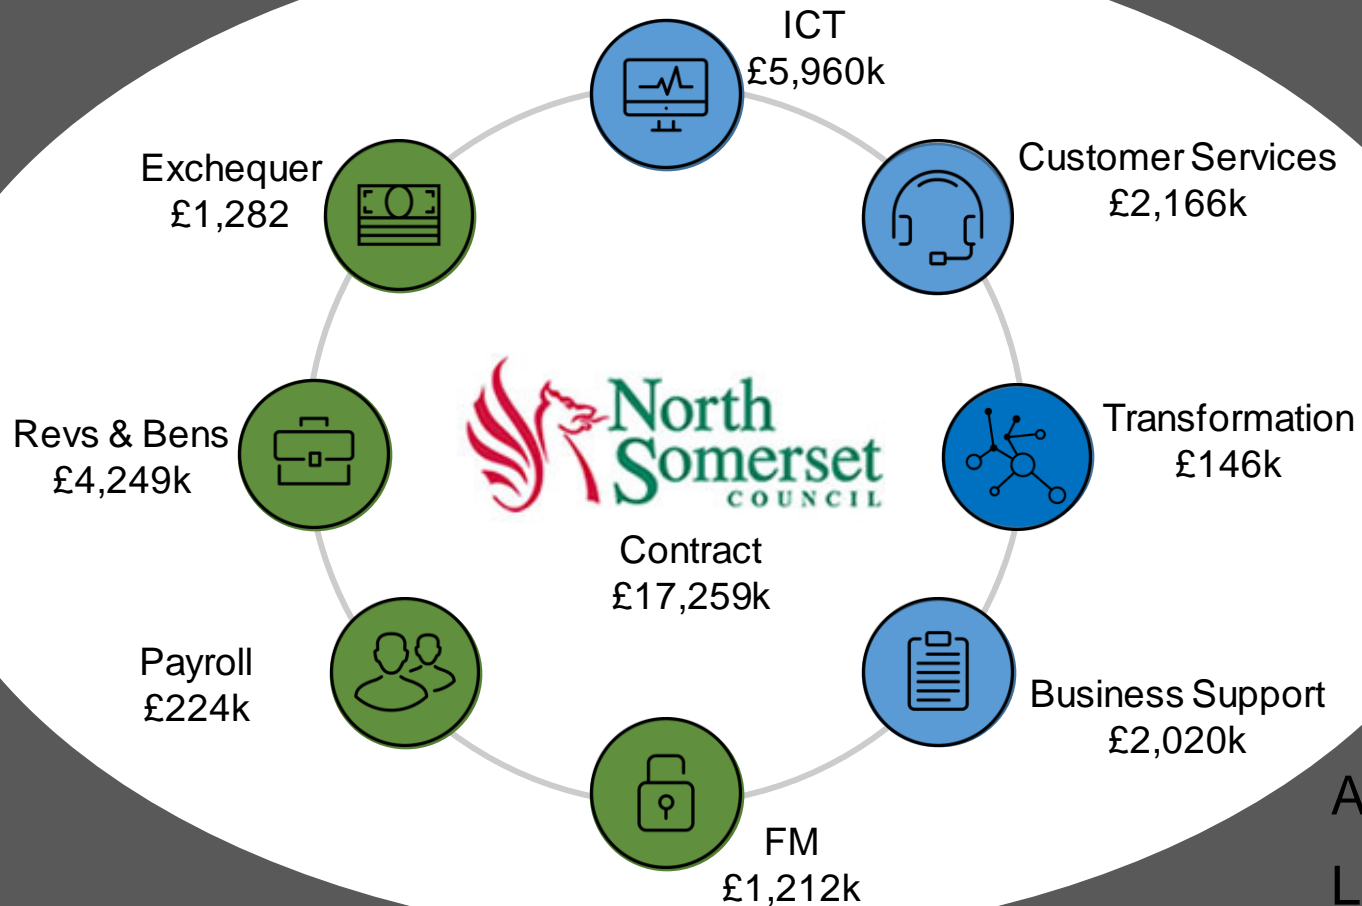 ICT
£5,960k
Customer Services
£2,166k
Transformation
£146k
Business Support
£2,020k
FM
£1,212k
Payroll
£224k
Revs & Bens
£4,249k
Exchequer
£1,282
North
Somerset
COUNCIL
Contract
£17,259k
A
L